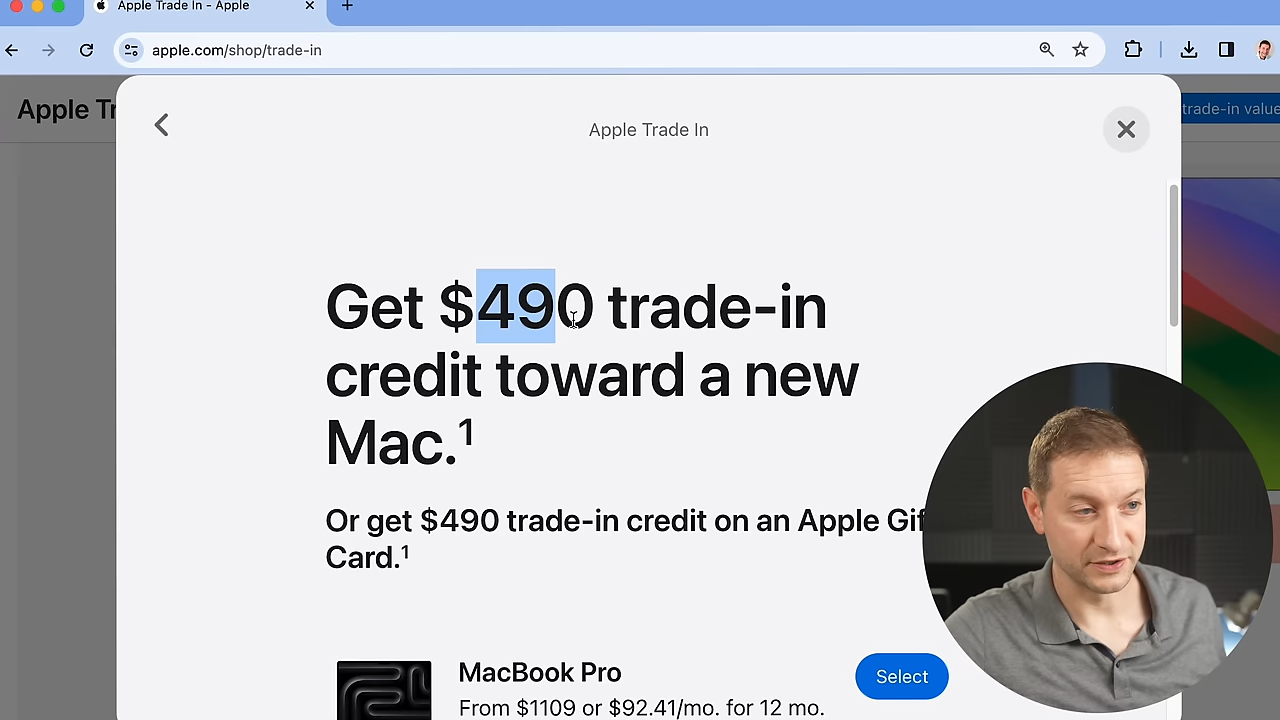 Apple Trade In - Apple
apple.com/shop/trade-in
Apple Tr
trade-in value
Apple Trade In
Get $490 trade-in
credit toward a new
Mac.¹
Or get $490 trade-in credit on an Apple Gif
Card.¹
MacBook Pro
Select
From $1109 or $92.41/mo. for 12 mo.